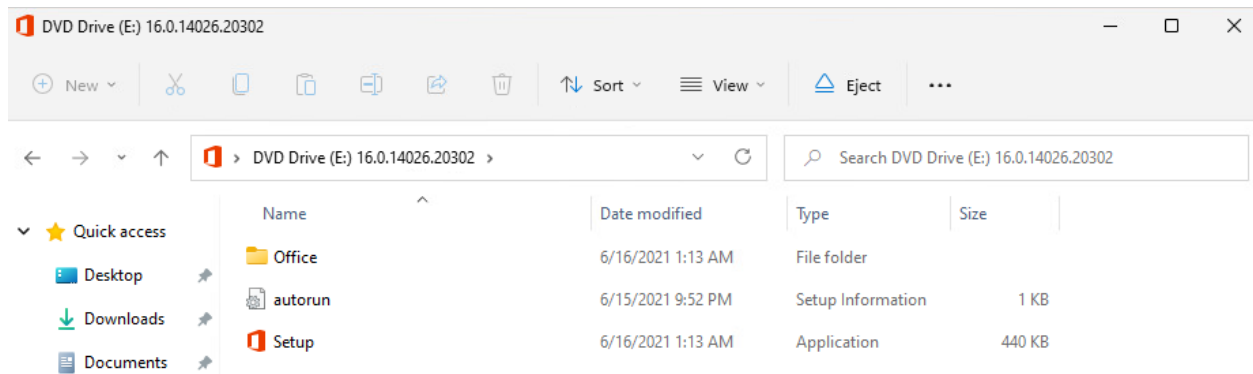 DVD Drive (E:) 16.0.14026.20302
New Sort View Eject ...
DVD Drive (E:) 16.0.14026.20302 Search DVD Drive (E:) 16.0.14026.20302
Name Date modified Type Size
Quick access
Office 6/16/2021 1:13 AM File folder
Desktop
autorun 6/15/2021 9:52 PM Setup Information 1 KB
Downloads
Setup 6/16/2021 1:13 AM Application 440 KB
Documents